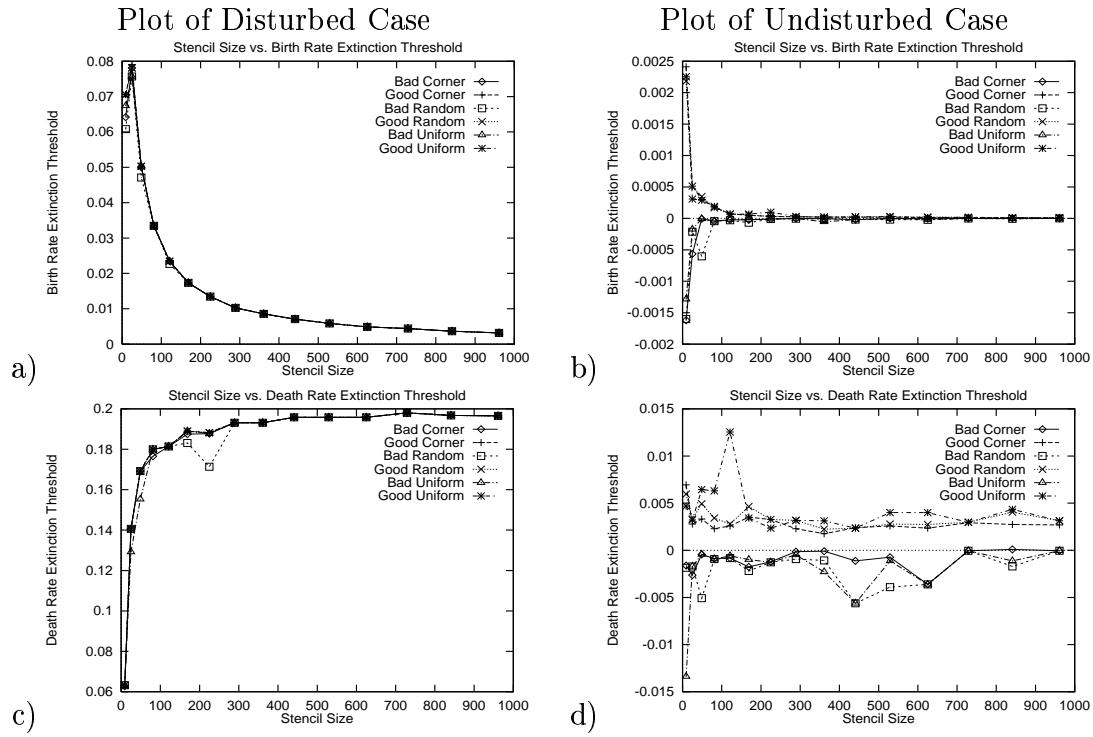 Plot of Disturbed Case
Stencil Size vs. Birth Rate Extinction Threshold
Birth Rate Extinction Threshold
0.08
0.07
0.06
0.05
0.04
0.03
0.02
0.01
0
Bad Corner
Good Corner
Bad Random
Good Random
Bad Uniform
Good Uniform
0 100 200 300 400 500 600 700 800 900 1000
Stencil Size
a)
Plot of Undisturbed Case
Stencil Size vs. Birth Rate Extinction Threshold
Birth Rate Extinction Threshold
0.0025
0.002
0.0015
0.001
0.0005
0
-0.0005
-0.001
-0.0015
-0.002
Bad Corner
Good Corner
Bad Random
Good Random
Bad Uniform
Good Uniform
0 100 200 300 400 500 600 700 800 900 1000
Stencil Size
b)
Stencil Size vs. Death Rate Extinction Threshold
Death Rate Extinction Threshold
0.2
0.18
0.16
0.14
0.12
0.1
0.08
0.06
Bad Corner
Good Corner
Bad Random
Good Random
Bad Uniform
Good Uniform
0 100 200 300 400 500 600 700 800 900 1000
Stencil Size
c)
Stencil Size vs. Death Rate Extinction Threshold
Death Rate Extinction Threshold
0.015
0.01
0.005
0
-0.005
-0.01
-0.015
Bad Corner
Good Corner
Bad Random
Good Random
Bad Uniform
Good Uniform
0 100 200 300 400 500 600 700 800 900 1000
Stencil Size
d)